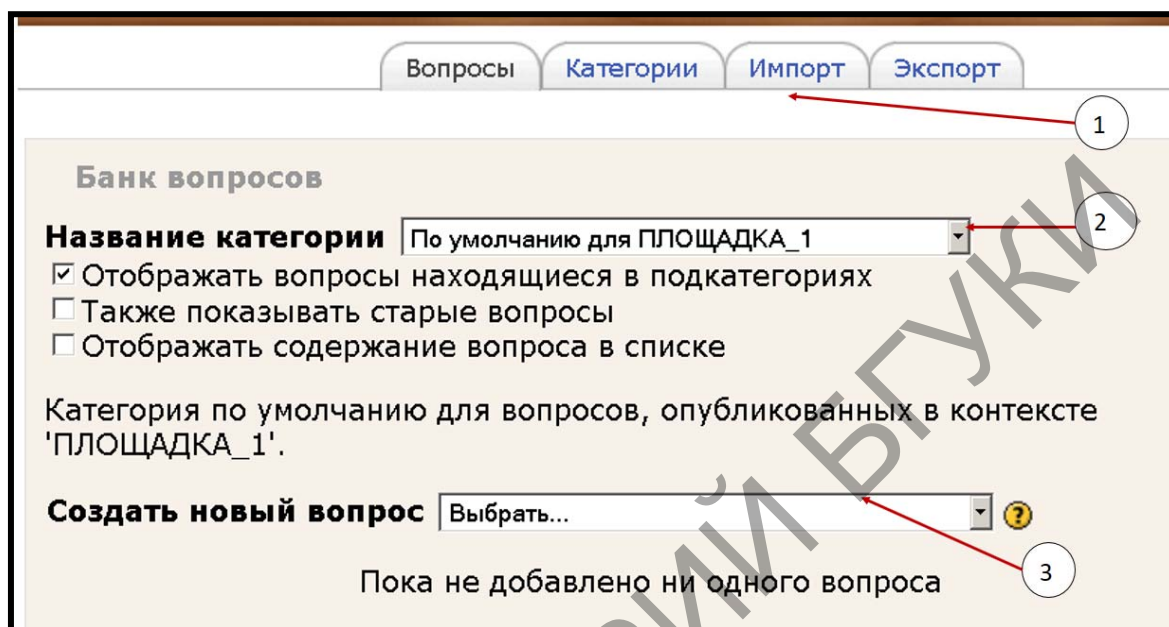 Вопросы Категории Импорт Экспорт
1
Банк вопросов
Название категории По умолчанию для ПЛОЩАДКА_1
2
Отображать вопросы находящиеся в подкатегориях
Также показывать старые вопросы
Отображать содержание вопроса в списке
Категория по умолчанию для вопросов, опубликованных в контексте
'ПЛОЩАДКА_1'.
Создать новый вопрос Выбрать... ?
Пока не добавлено ни одного вопроса
3
РИЙ БГУКИ